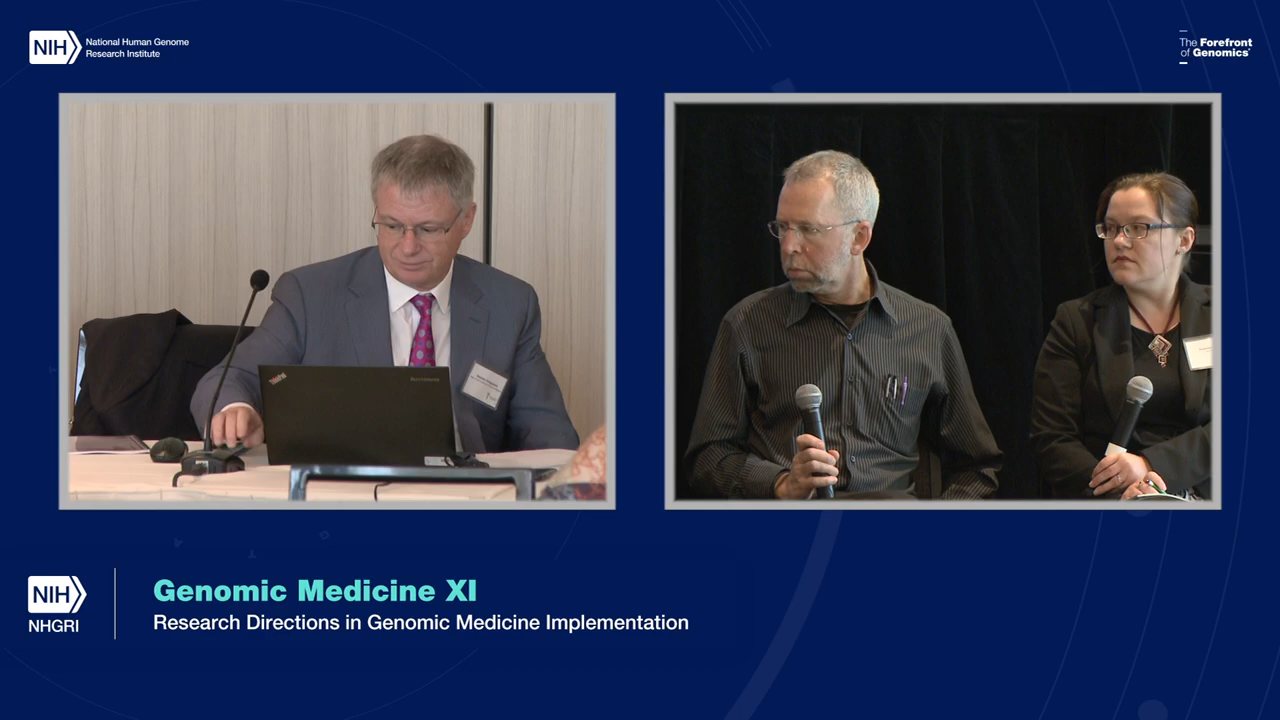 NIH
National Human Genome
Research Institute
The Forefront
of Genomics®
NIH
NHGRI
Genomic Medicine XI
Research Directions in Genomic Medicine Implementation